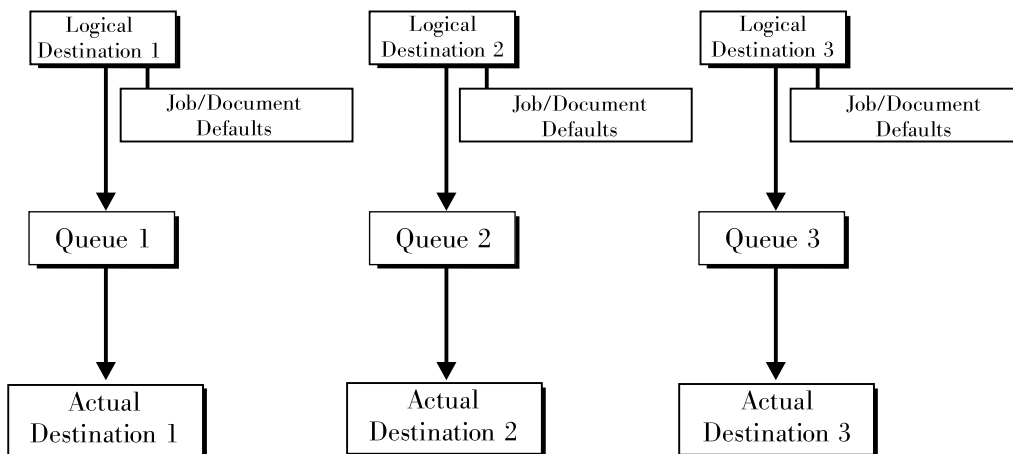 Logical
Destination 1
Logical
Destination 2
Logical
Destination 3
Job/Document
Defaults
Job/Document
Defaults
Job/Document
Defaults
Queue 1
Queue 2
Queue 3
Actual
Destination 1
Actual
Destination 2
Actual
Destination 3